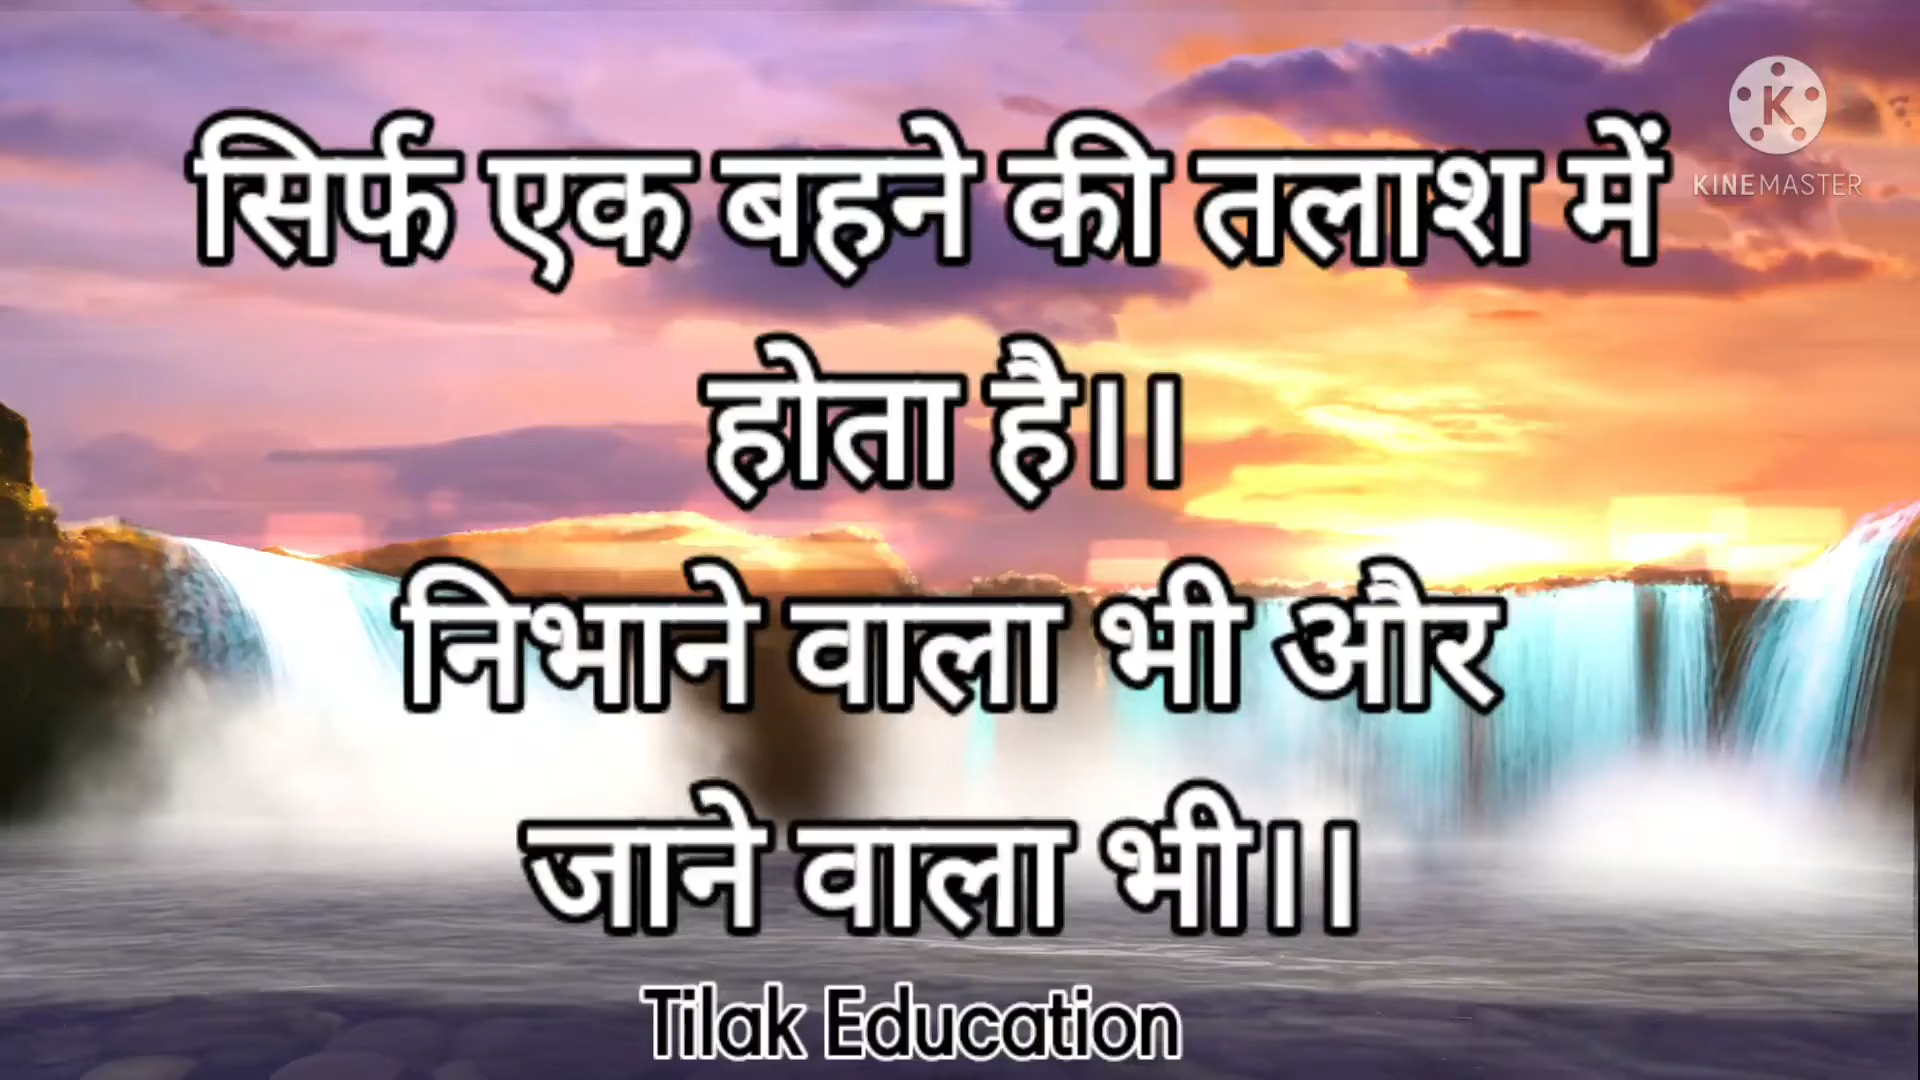 सिर्फ एक बहने की तलाश में
होता है।।
निभाने वाला भी और
जाने वाला भी।।
Tilak Education
K
KINEMASTER